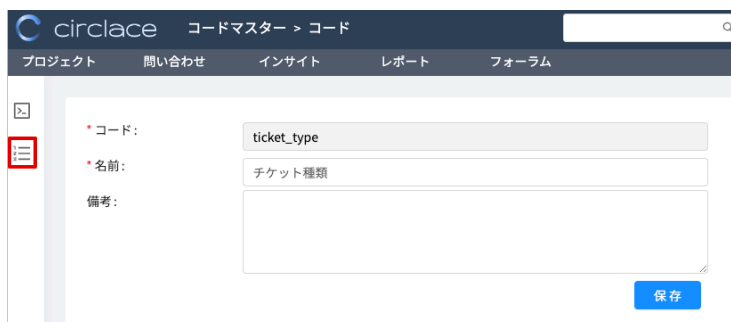 circlace コードマスター > コード
プロジェクト 問い合わせ インサイト レポート フォーラム
* コード:
ticket_type
* 名前:
チケット種類
備考:
保存